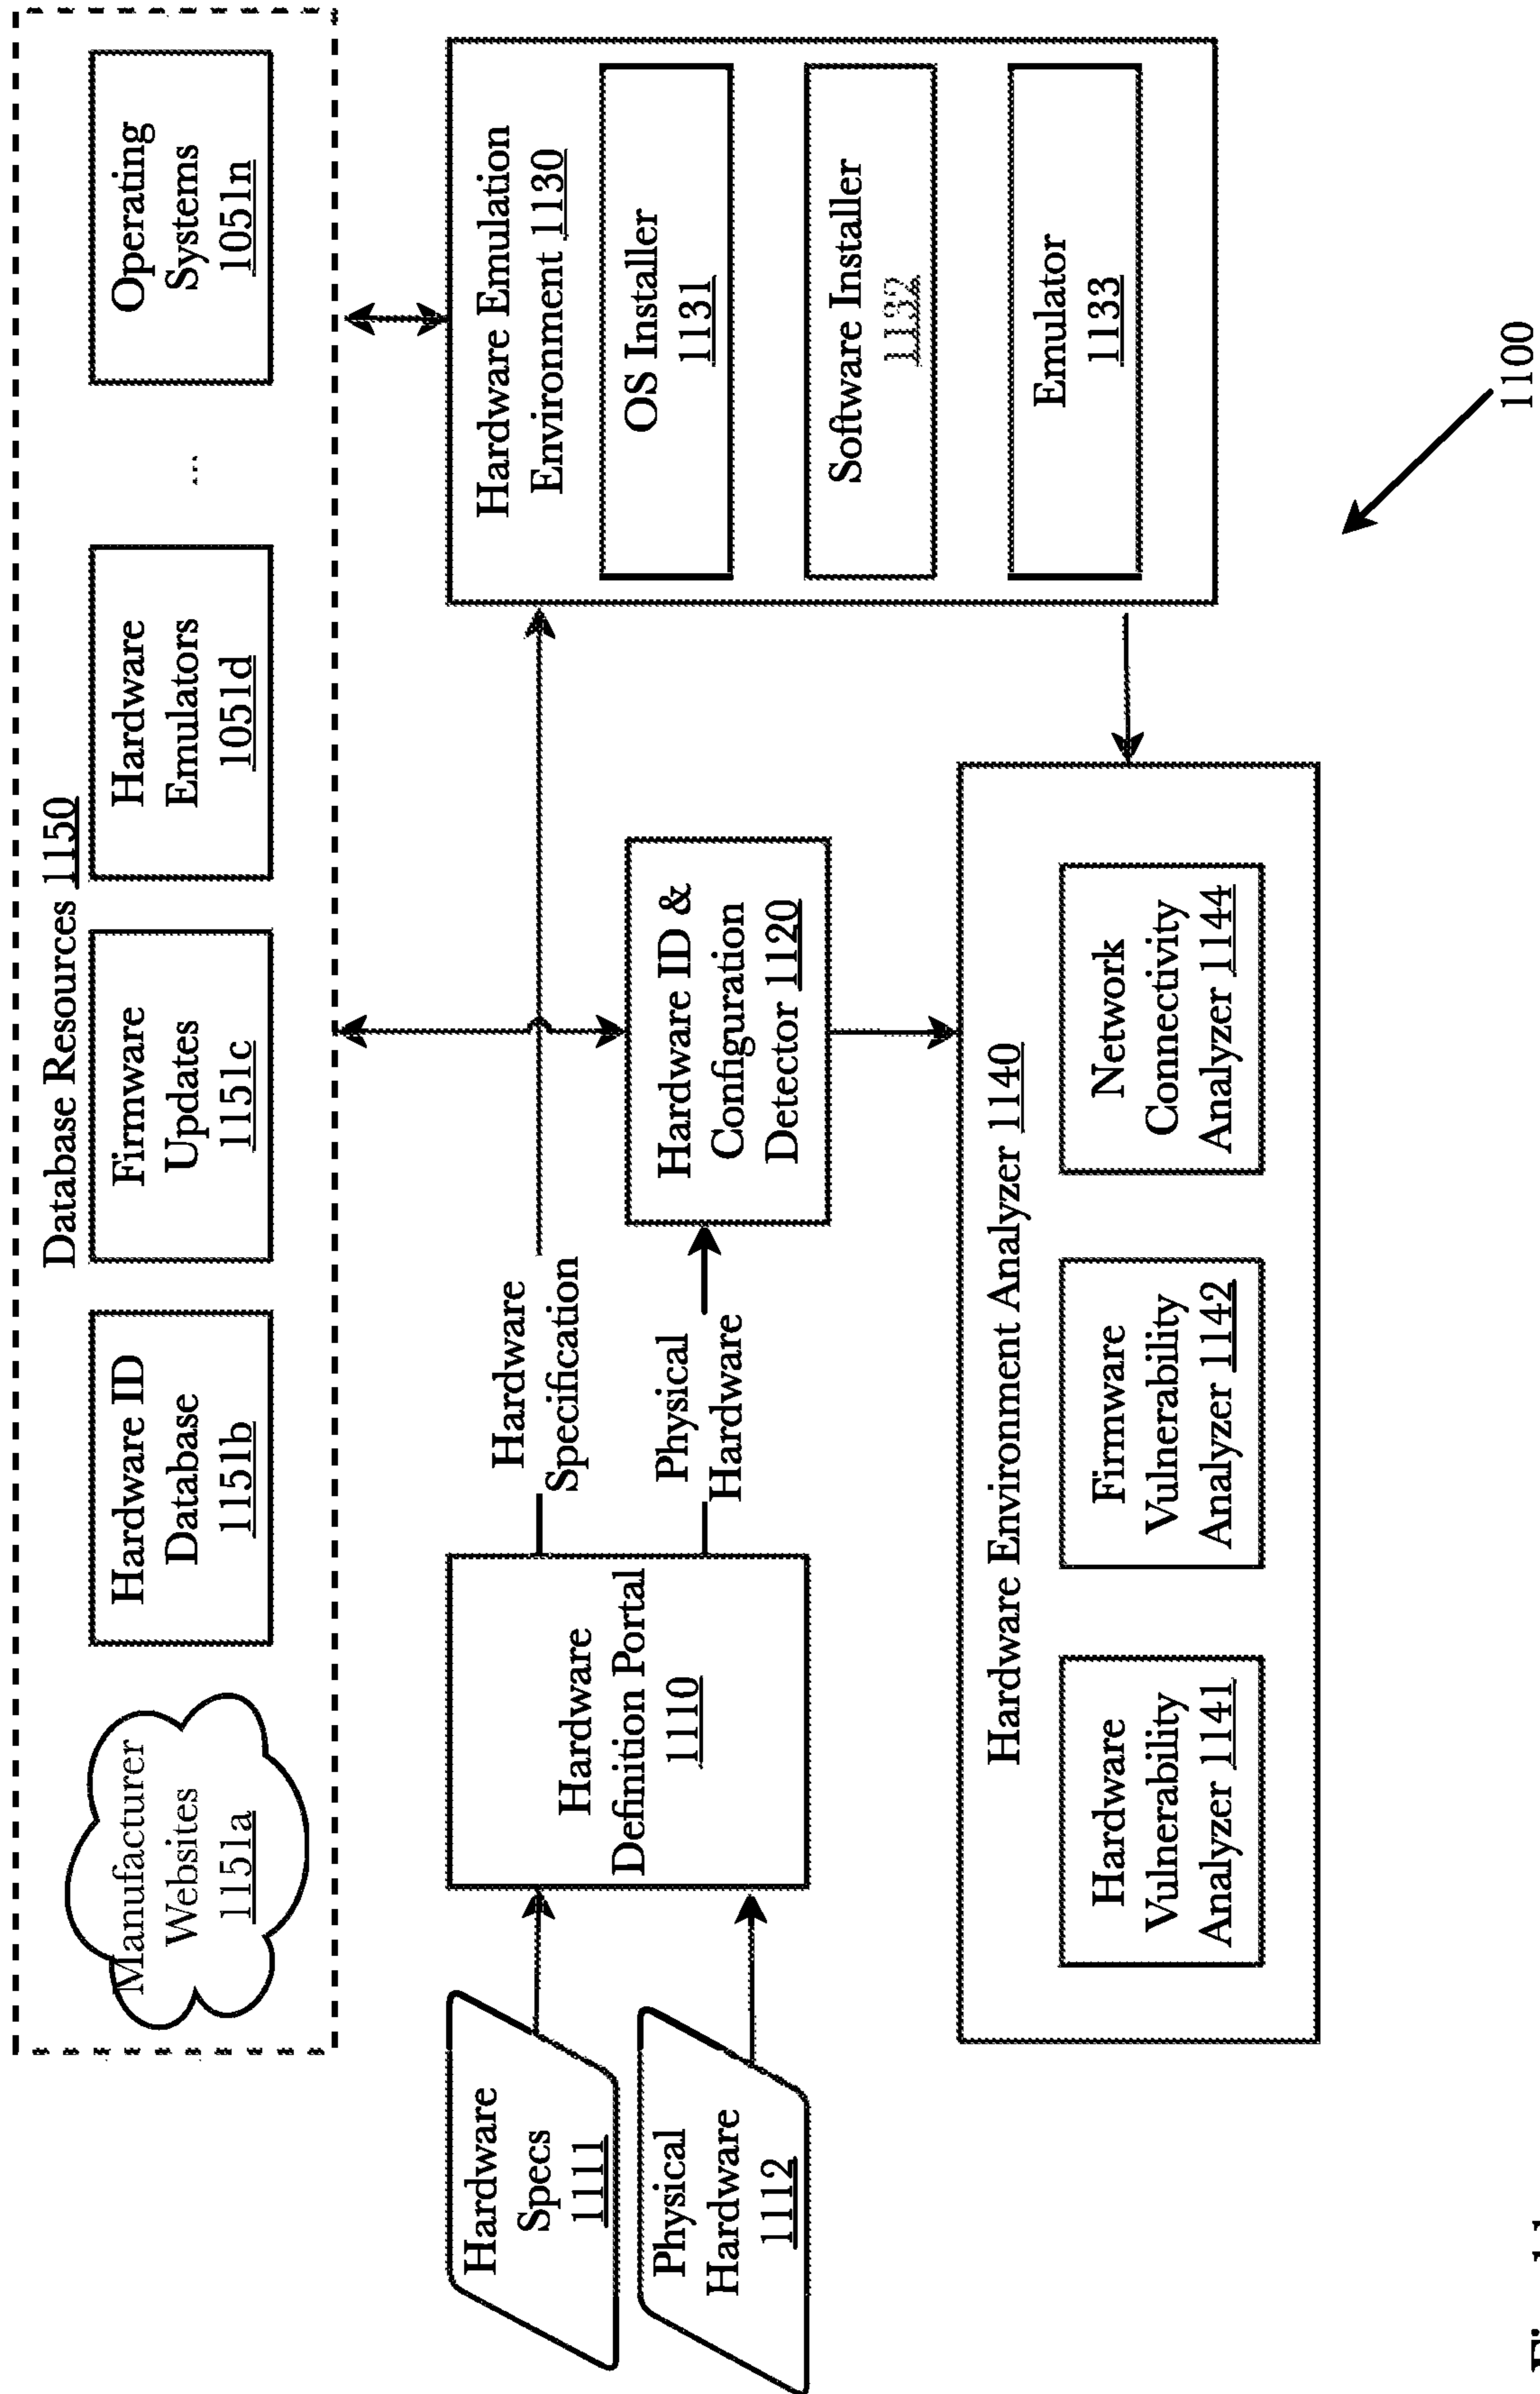 Database Resources 1150
Manufacturer
Websites
1151a
Hardware ID
Database
1151b
Firmware
Updates
1151c
Hardware
Emulators
1051d
...
Operating
Systems
1051n
Hardware
Specs
1111
Physical
Hardware
1112
Hardware
Definition Portal
1110
Hardware
Specification
Physical
Hardware
Hardware ID &
Configuration
Detector 1120
Hardware Emulation
Environment 1130
OS Installer
1131
Software Installer
1132
Emulator
1133
Hardware Environment Analyzer 1140
Hardware
Vulnerability
Analyzer 1141
Firmware
Vulnerability
Analyzer 1142
Network
Connectivity
Analyzer 1144
1100